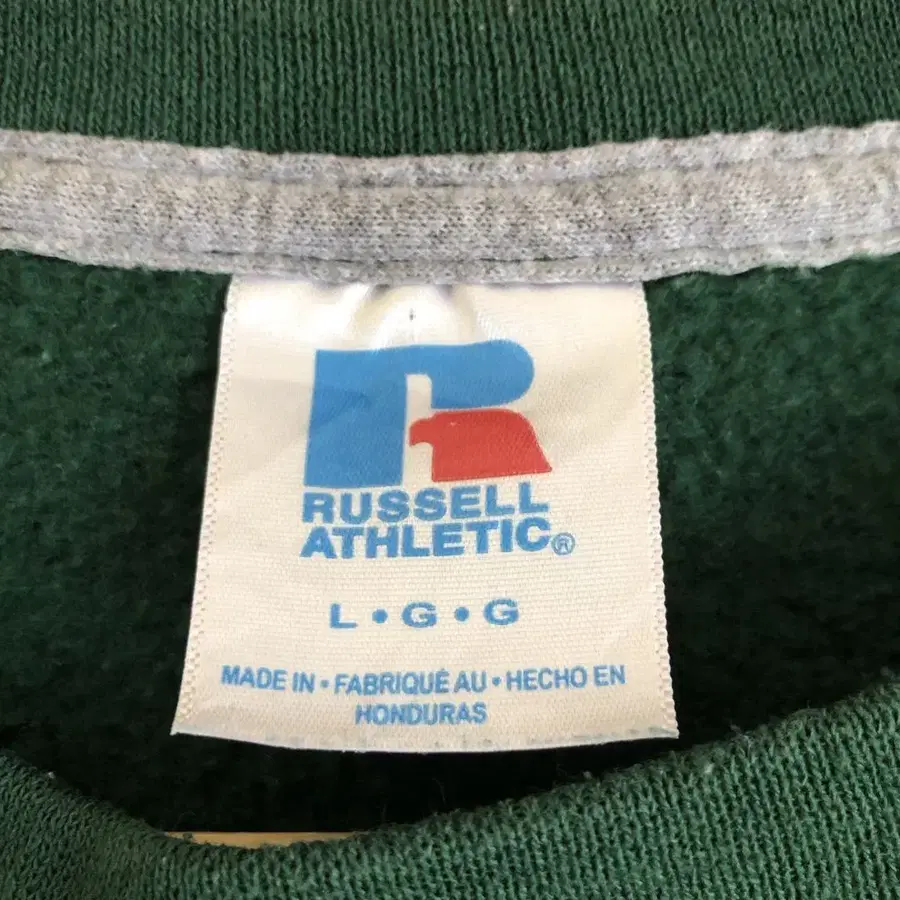 RUSSELL
ATHLETIC®
L • G • G
MADE IN • FABRIQUÉ AU • HECHO EN
HONDURAS